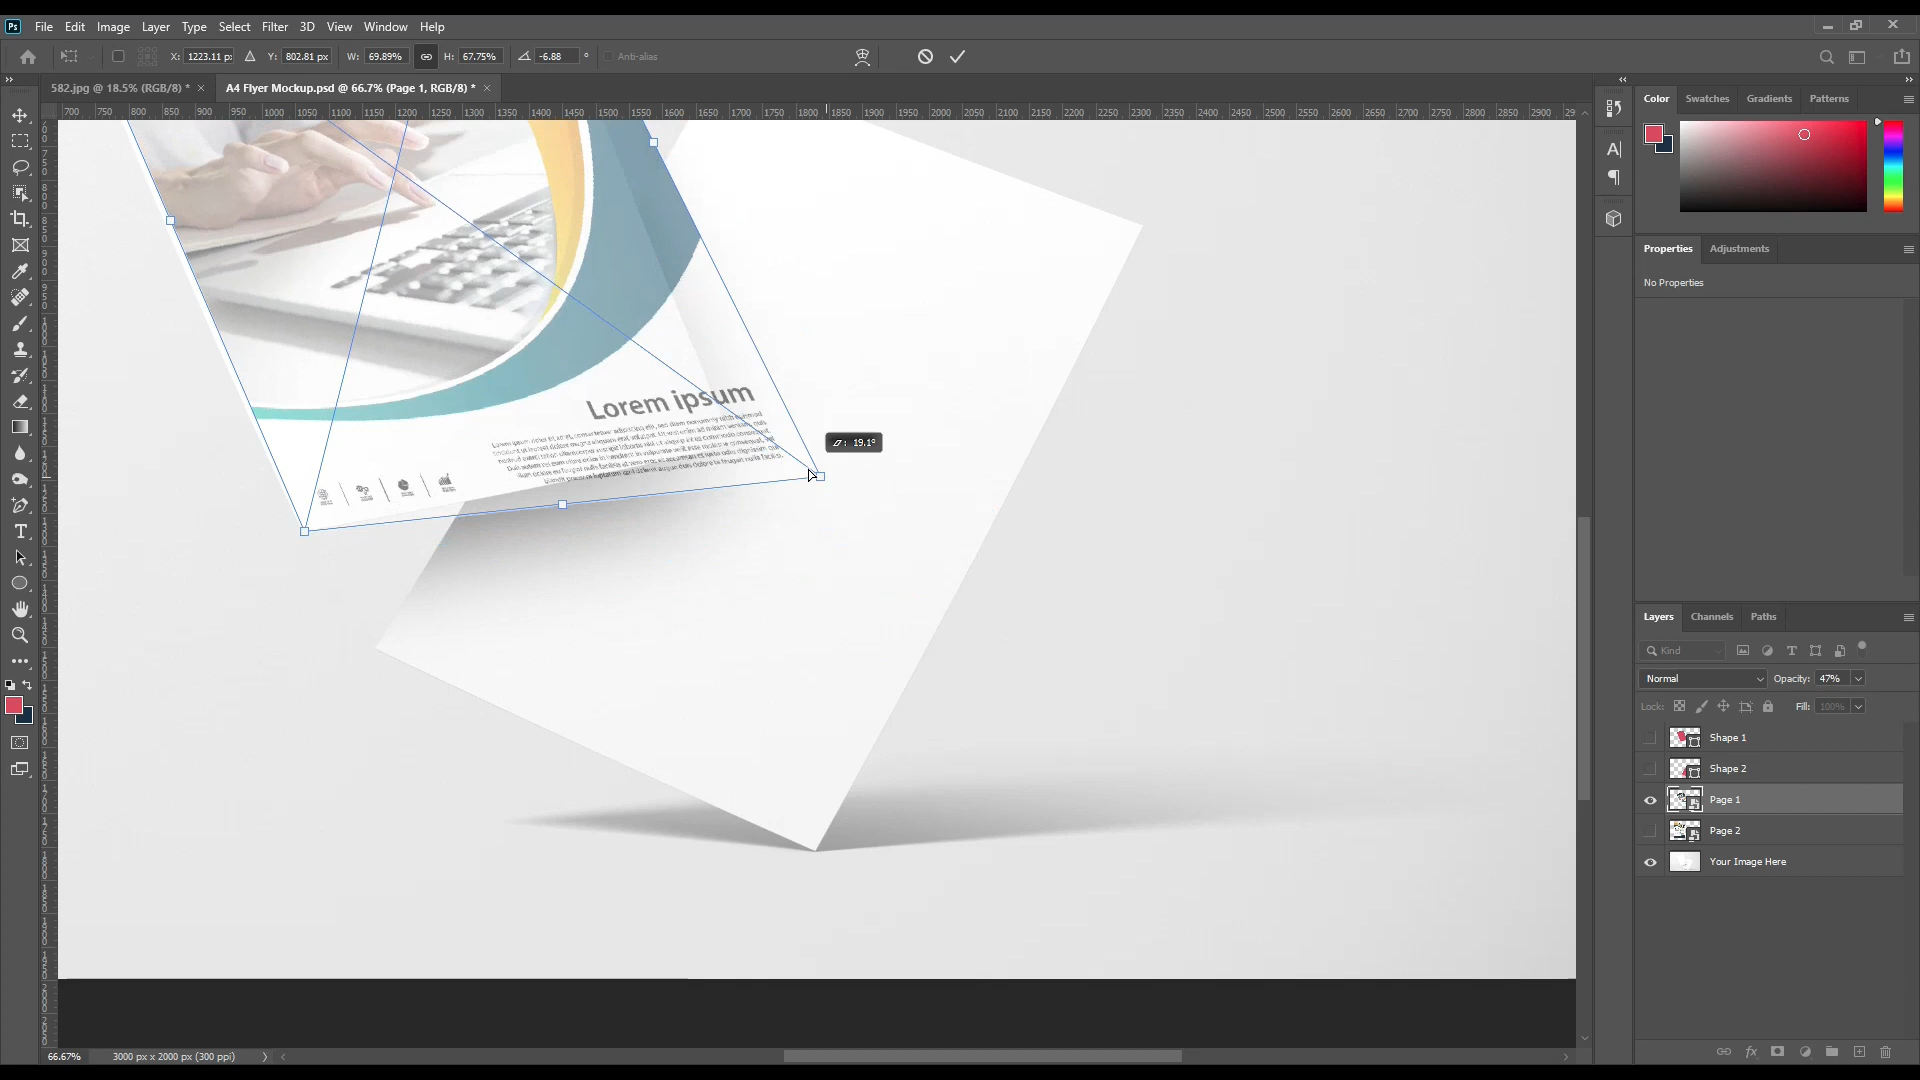 Ps File Edit Image Layer Type Select Filter 3D View Window Help
X: 1223.11 p: Y: 802.81 px W: 69.89% H: 67.75% -6.88 ° Anti-alias
582.jpg @ 18.5% (RGB/8) * × A4 Flyer Mockup.psd @ 66.7% (Page 1, RGB/8) * ×
700 750 800 850 900 950 1000 1050 1100 1150 1200 1250 1300 1350 1400 1450 1500 1550 1600 1650 1700 1750 1800 1850 1900 1950 2000 2050 2100 2150 2200 2250 2300 2350 2400 2450 2500 2550 2600 2650 2700 2750 2800 2850 2900
Color Swatches Gradients Patterns
Properties Adjustments
No Properties
Lorem ipsum
19.1°
Layers Channels Paths
Kind
Normal Opacity: 47%
Lock: Fill: 100%
Shape 1
Shape 2
Page 1
Page 2
Your Image Here
66.67% 3000 px x 2000 px (300 ppi)